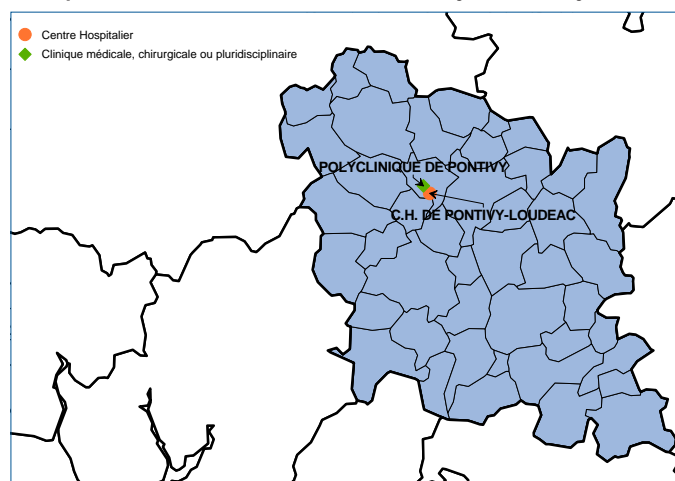 Centre Hospitalier
Clinique médicale, chirurgicale ou pluridisciplinaire
POLYCLINIQUE DE PONTIVY
C.H. DE PONTIVY-LOUDEAC